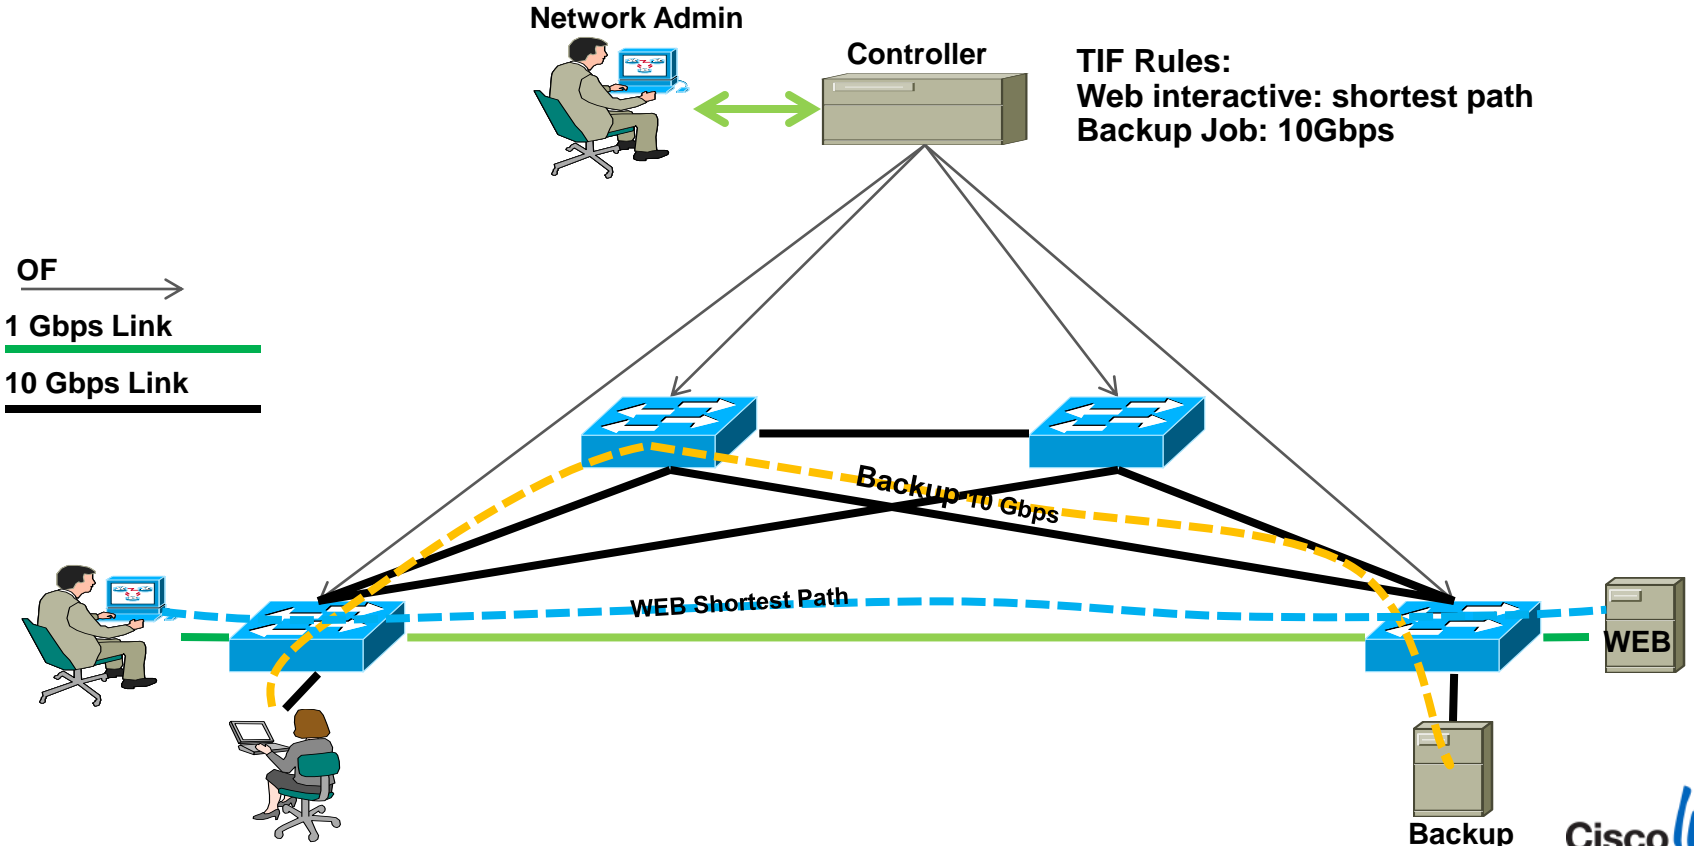 Network Admin
Controller
TIF Rules:
Web interactive: shortest path
Backup Job: 10Gbps
OF
1 Gbps Link
10 Gbps Link
Backup 10 Gbps
WEB Shortest Path
WEB
Backup
Cisco